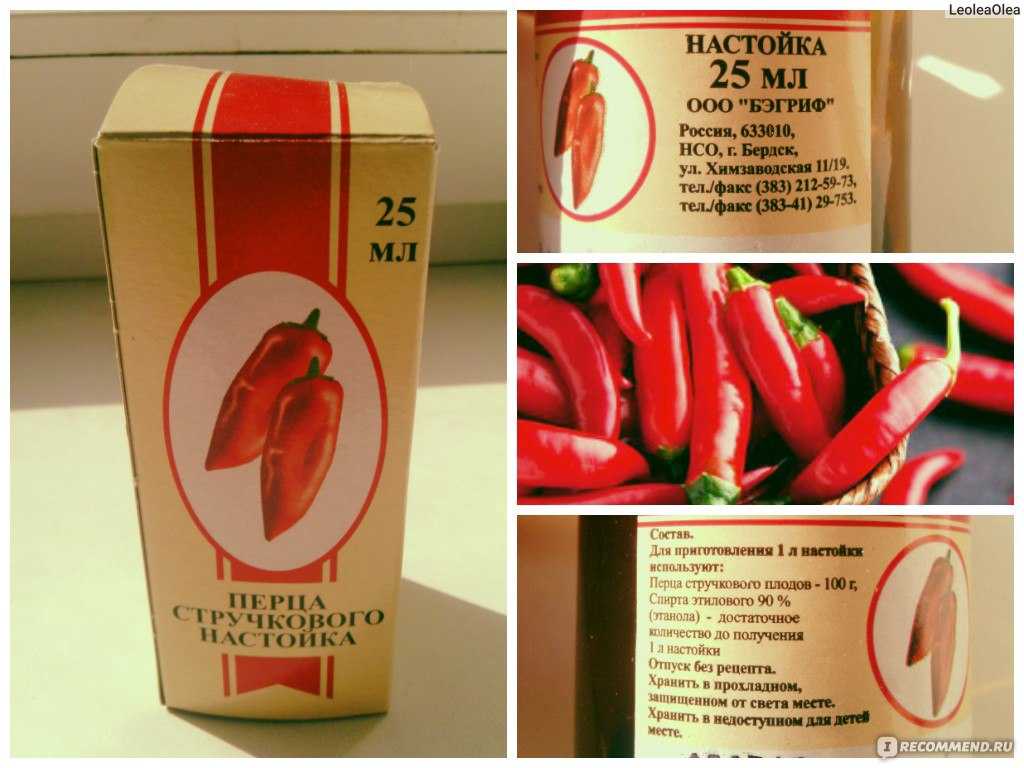 LeoleaOlea
25
МЛ
ПЕРЦА
СТРУЧКОВОГО
НАСТОЙКА
НАСТОЙКА
25 МЛ
ООО "БЭГРИФ"
Россия, 633010,
НСО, г. Бердск,
ул. Химзаводская 11/19.
тел./факс (383) 212-59-73,
тел./факс (383-41) 29-753.
Состав.
Для приготовления 1 л настойки
используют:
Перца стручкового плодов - 100 г,
Спирта этилового 90 %
(этанола) - достаточное
количество до получения
1 л настойки
Отпуск без рецепта.
Хранить в прохладном,
защищенном от света месте.
Хранить в недоступном для детей
месте.
IRECOMMEND.RU